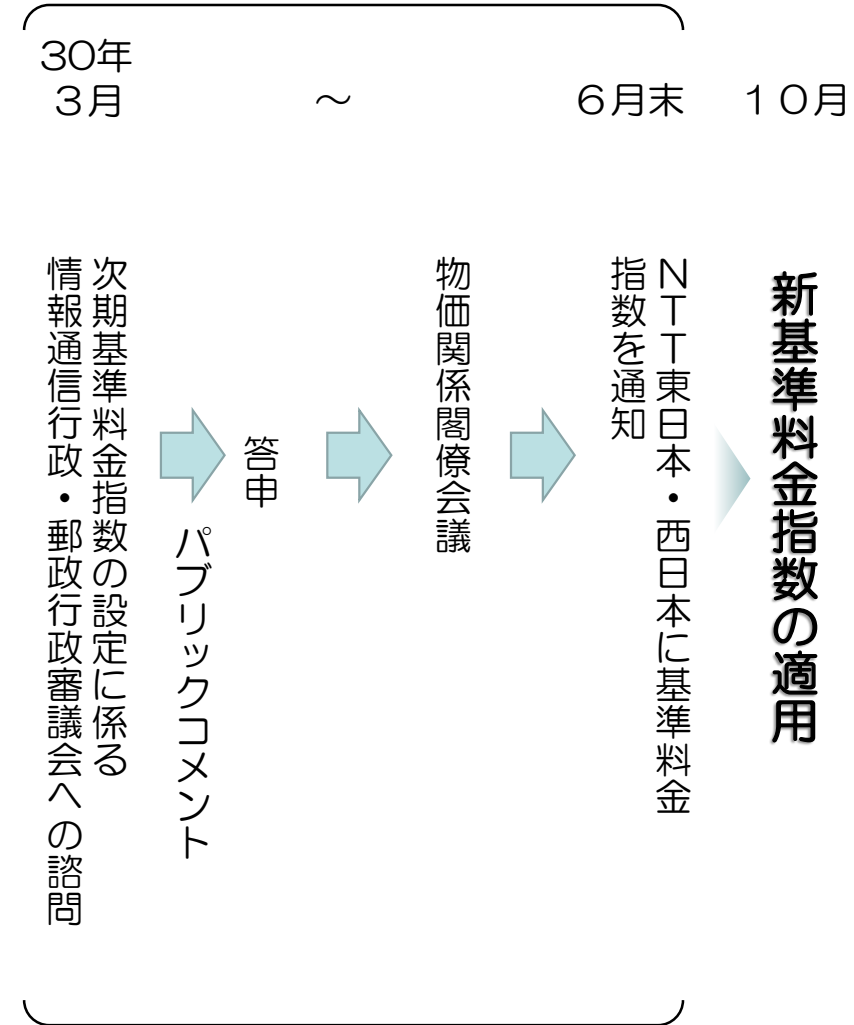 30年
３月
～
６月末
１０月
次期基準料金指数の設定に係る
情報通信行政・郵政行政審議会への諮問
パブリックコメント
答申
物価関係閣僚会議
ＮＴＴ東日本・西日本に基準料金
指数を通知
新基準料金指数の適用